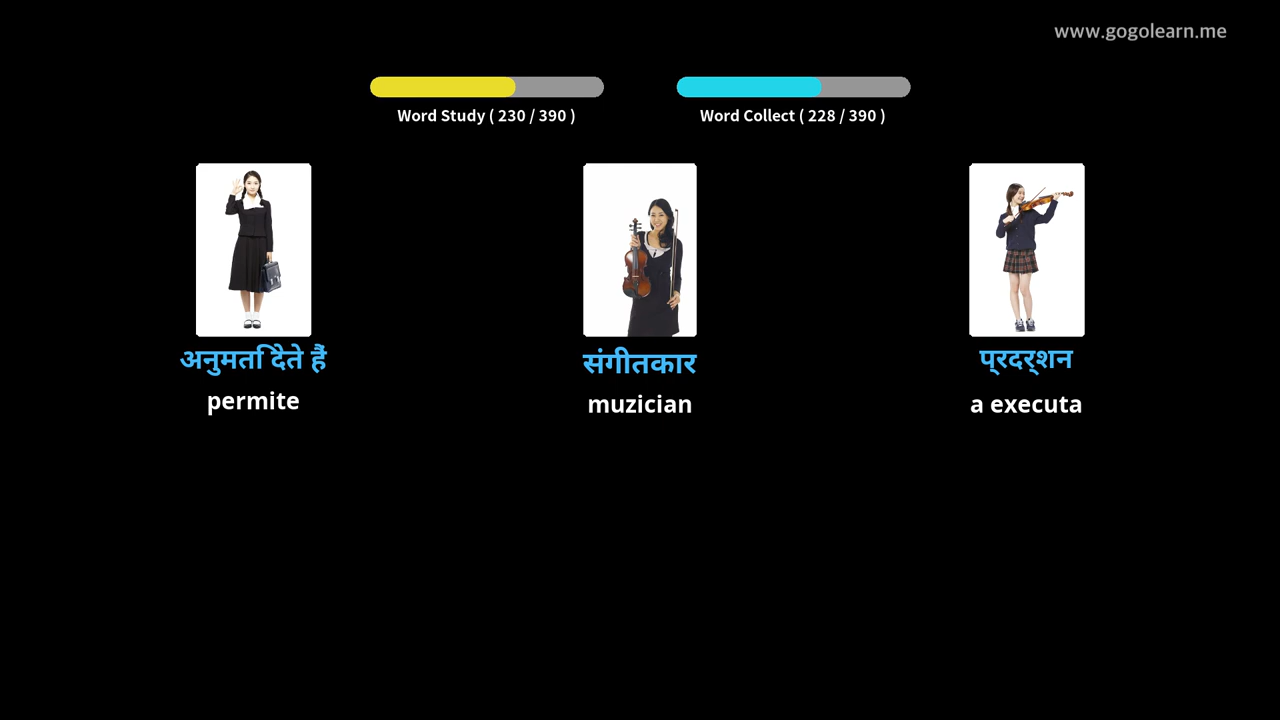 www.gogolearn.me
Word Study ( 230 / 390 )
Word Collect ( 228 / 390 )
अनुमति देते हैं
permite
संगीतकार
muzician
प्रदर्शन
a executa